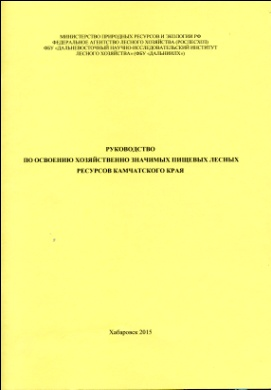 МИНИСТЕРСТВО ПРИРОДНЫХ РЕСУРСОВ И ЭКОЛОГИИ РФ
ФЕДЕРАЛЬНОЕ АГЕНТСТВО ЛЕСНОГО ХОЗЯЙСТВА (РОСЛЕСХОЗ)
ФБУ «ДАЛЬНЕВОСТОЧНЫЙ НАУЧНО-ИССЛЕДОВАТЕЛЬСКИЙ ИНСТИТУТ
ЛЕСНОГО ХОЗЯЙСТВА» (ФБУ «ДАЛЬНИИЛХ»)
РУКОВОДСТВО
ПО ОСВОЕНИЮ ХОЗЯЙСТВЕННО ЗНАЧИМЫХ ПИЩЕВЫХ ЛЕСНЫХ
РЕСУРСОВ КАМЧАТСКОГО КРАЯ
Хабаровск 2015